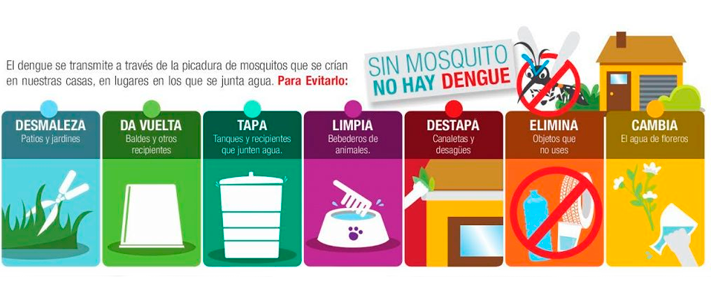 El dengue se transmite a través de la picadura de mosquitos que se crían
en nuestras casas, en lugares en los que se junta agua. Para Evitarlo:
SIN MOSQUITO
NO HAY DENGUE
DESMALEZA
Patios y jardines
DA VUELTA
Baldes y otros
recipientes
TAPA
Tanques y recipientes
que junten agua.
LIMPIA
Bebederos de
animales.
DESTAPA
Canaletas y
desagües
ELIMINA
Objetos que
no uses
CAMBIA
El agua de floreros